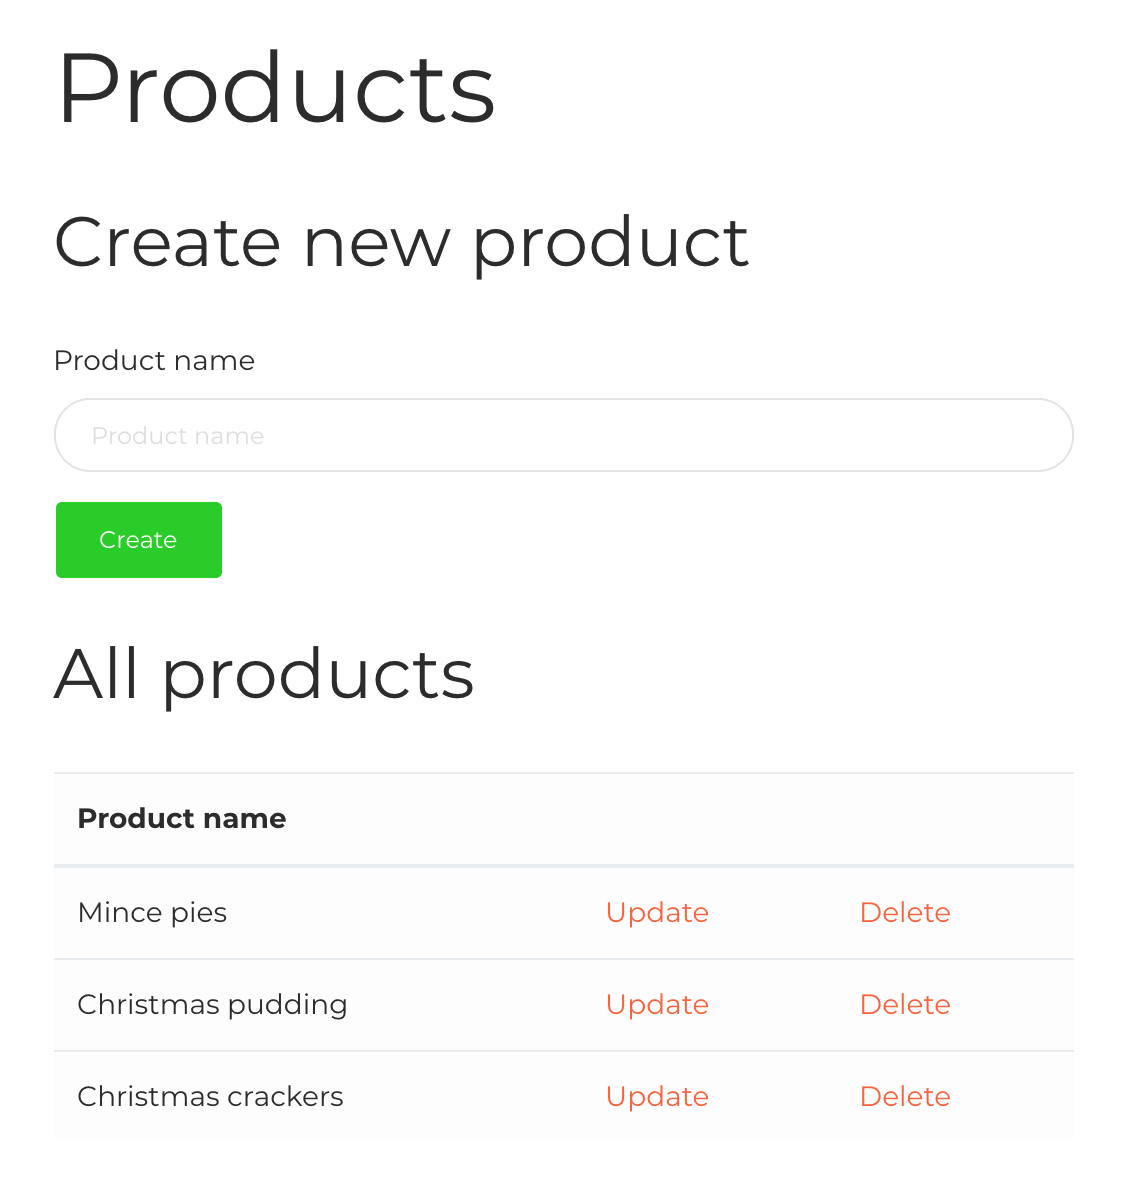 Products
Create new product
Product name
Product name
Create
All products
Product name
Mince pies Update Delete
Christmas pudding Update Delete
Christmas crackers Update Delete